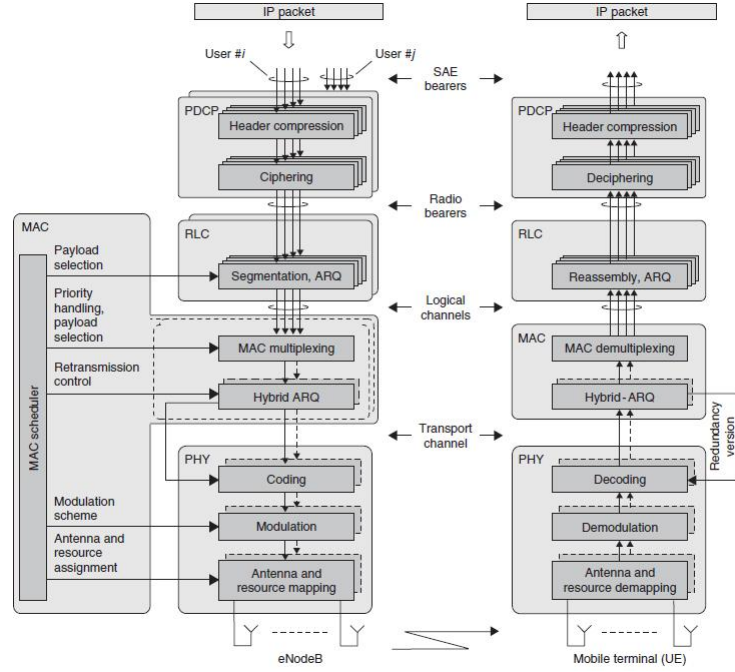 IP packet
IP packet
User #i
User #j
SAE
bearers
PDCP
Header compression
Ciphering
PDCP
Header compression
Deciphering
Radio
bearers
MAC
RLC
Segmentation, ARQ
RLC
Reassembly, ARQ
Payload
selection
Priority
handling,
payload
selection
Logical
channels
MAC multiplexing
MAC
MAC demultiplexing
Retransmission
control
Hybrid ARQ
Hybrid-ARQ
MAC scheduler
Redundancy
version
Transport
channel
PHY
Coding
PHY
Decoding
Modulation
scheme
Modulation
Demodulation
Antenna and
resource
assignment
Antenna and
resource mapping
Antenna and
resource demapping
eNodeB
Mobile terminal (UE)